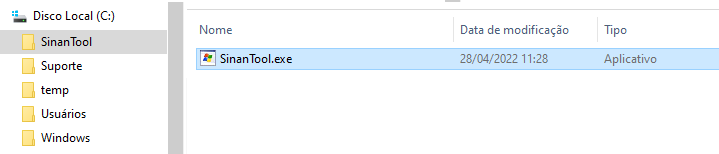 Disco Local (C:)
SinanTool
Suporte
temp
Usuários
Windows
Nome Data de modificação Tipo
SinanTool.exe 28/04/2022 11:28 Aplicativo